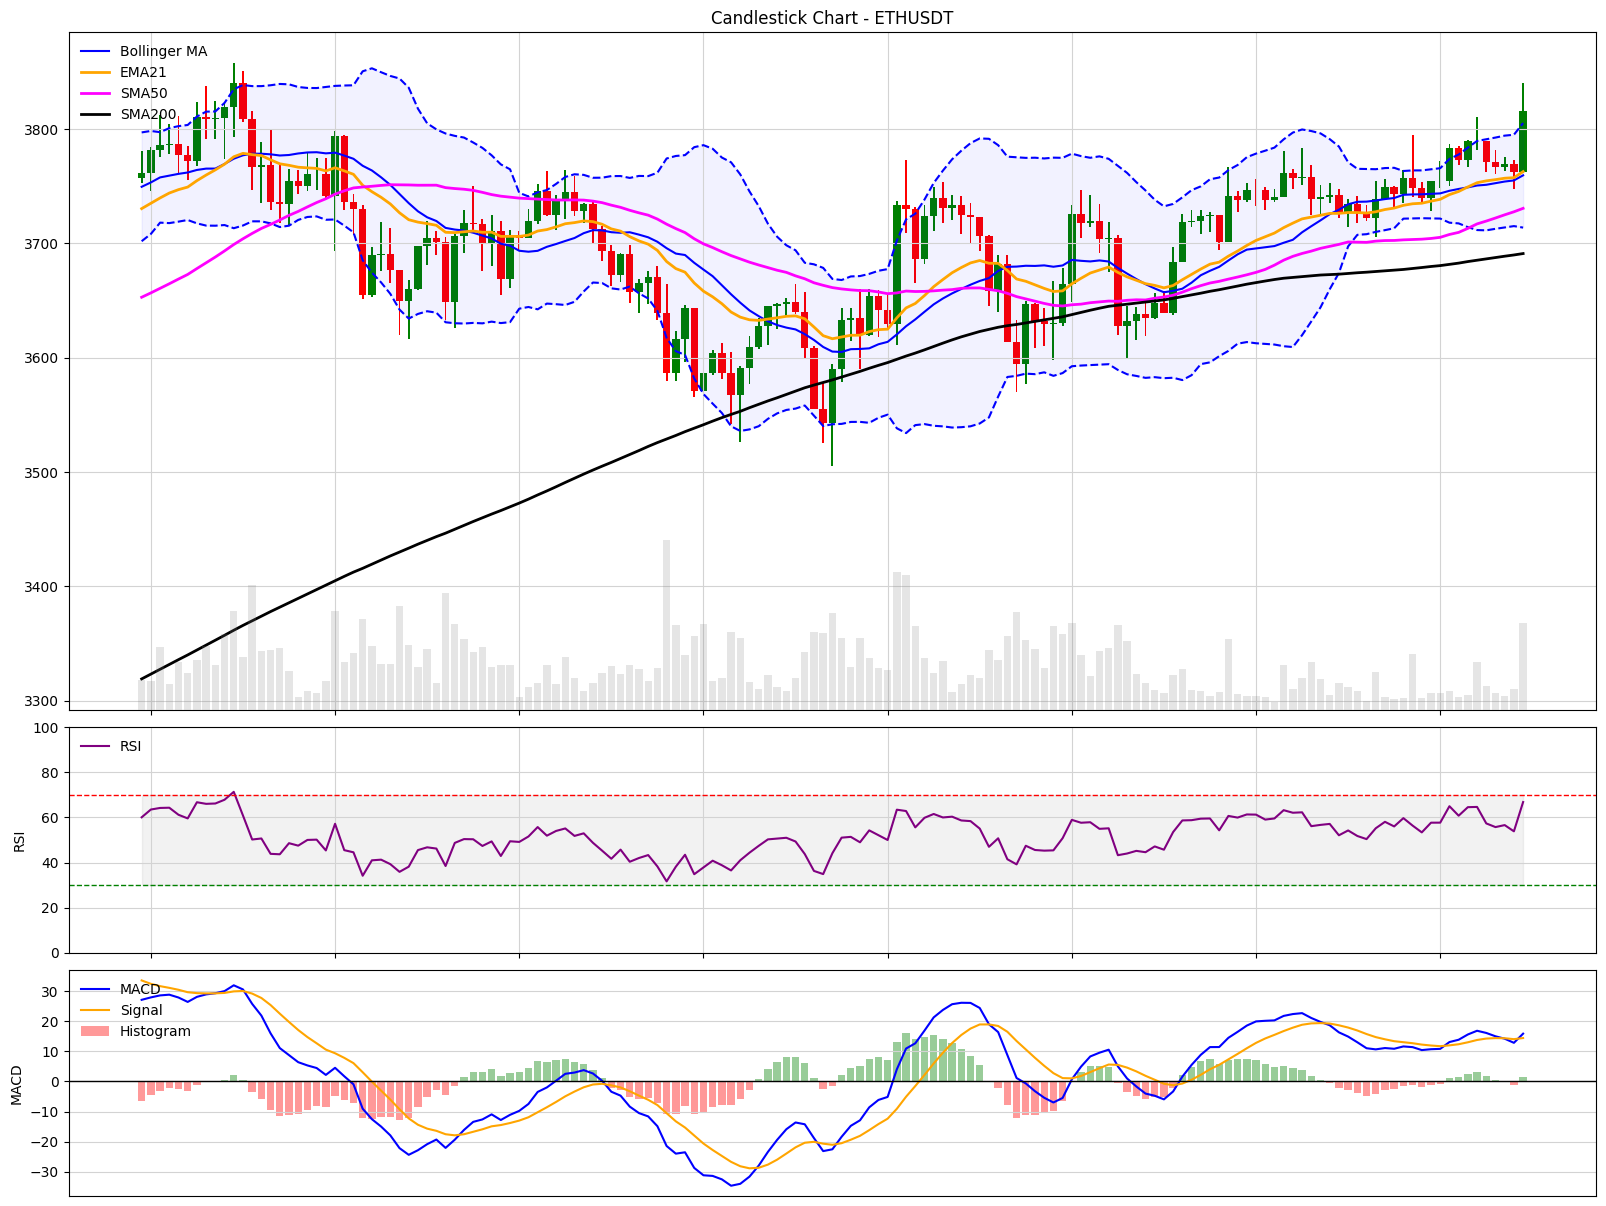 Candlestick Chart - ETHUSDT
Bollinger MA
EMA21
SMA50
SMA200
3800
3700
3600
3500
3400
3300
100
80
60
40
20
0
RSI
RSI
30
20
10
0
−10
−20
−30
MACD
MACD
Signal
Histogram